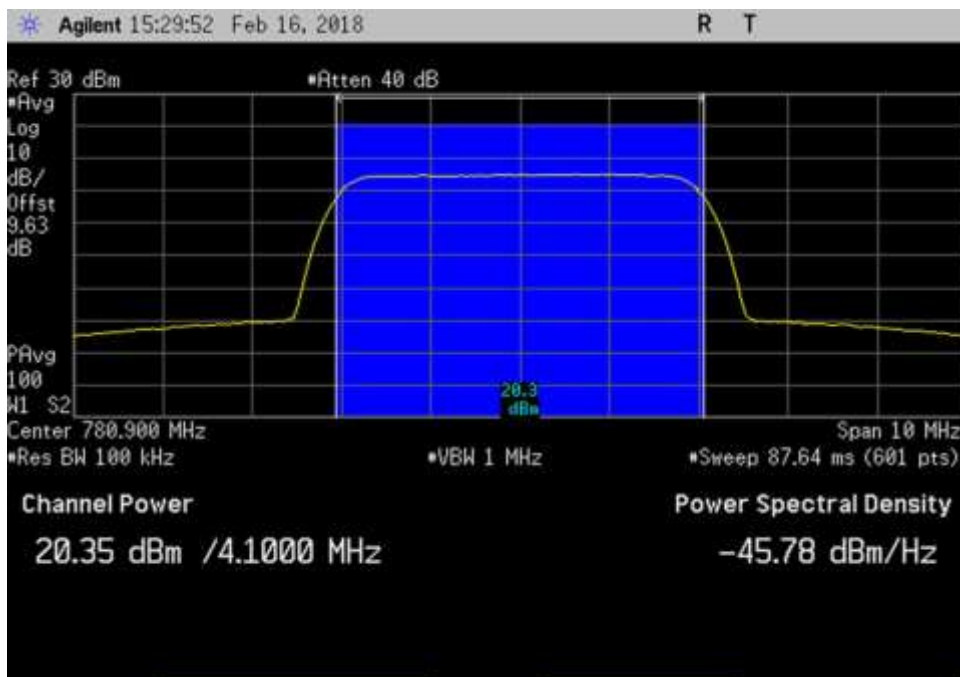 Agilent 15:29:52 Feb 16, 2018 R T
Ref 30 dBm #Atten 40 dB
#Avg
Log
10
dB/
Offst
9.63
dB
PAvg
100
W1 S2
20.3
dBm
Center 780.900 MHz Span 10 MHz
#Res BW 100 kHz #VBW 1 MHz #Sweep 87.64 ms (601 pts)
Channel Power Power Spectral Density
20.35 dBm /4.1000 MHz -45.78 dBm/Hz